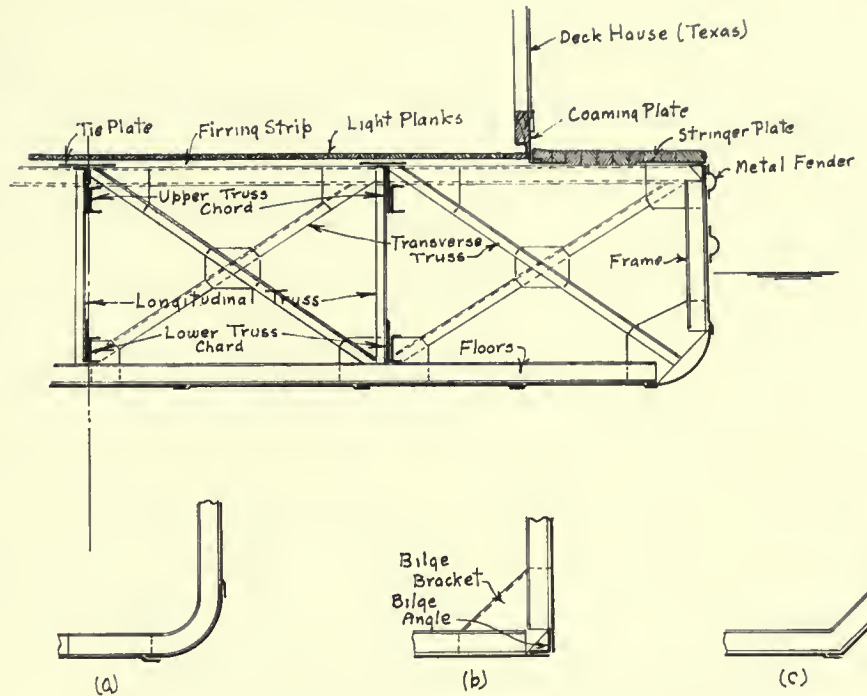 Deck House (Texas)
Coaming Plate
Tie Plate
Firring Strip
Light Planks
Stringer Plate
Metal Fender
Upper Truss
Chord
Transverse
Truss
Frame
Longitudinal Truss
Lower Truss
Chard
Floors
Bilge
Bracket
Bilge
Angle
(a)
(b)
(c)